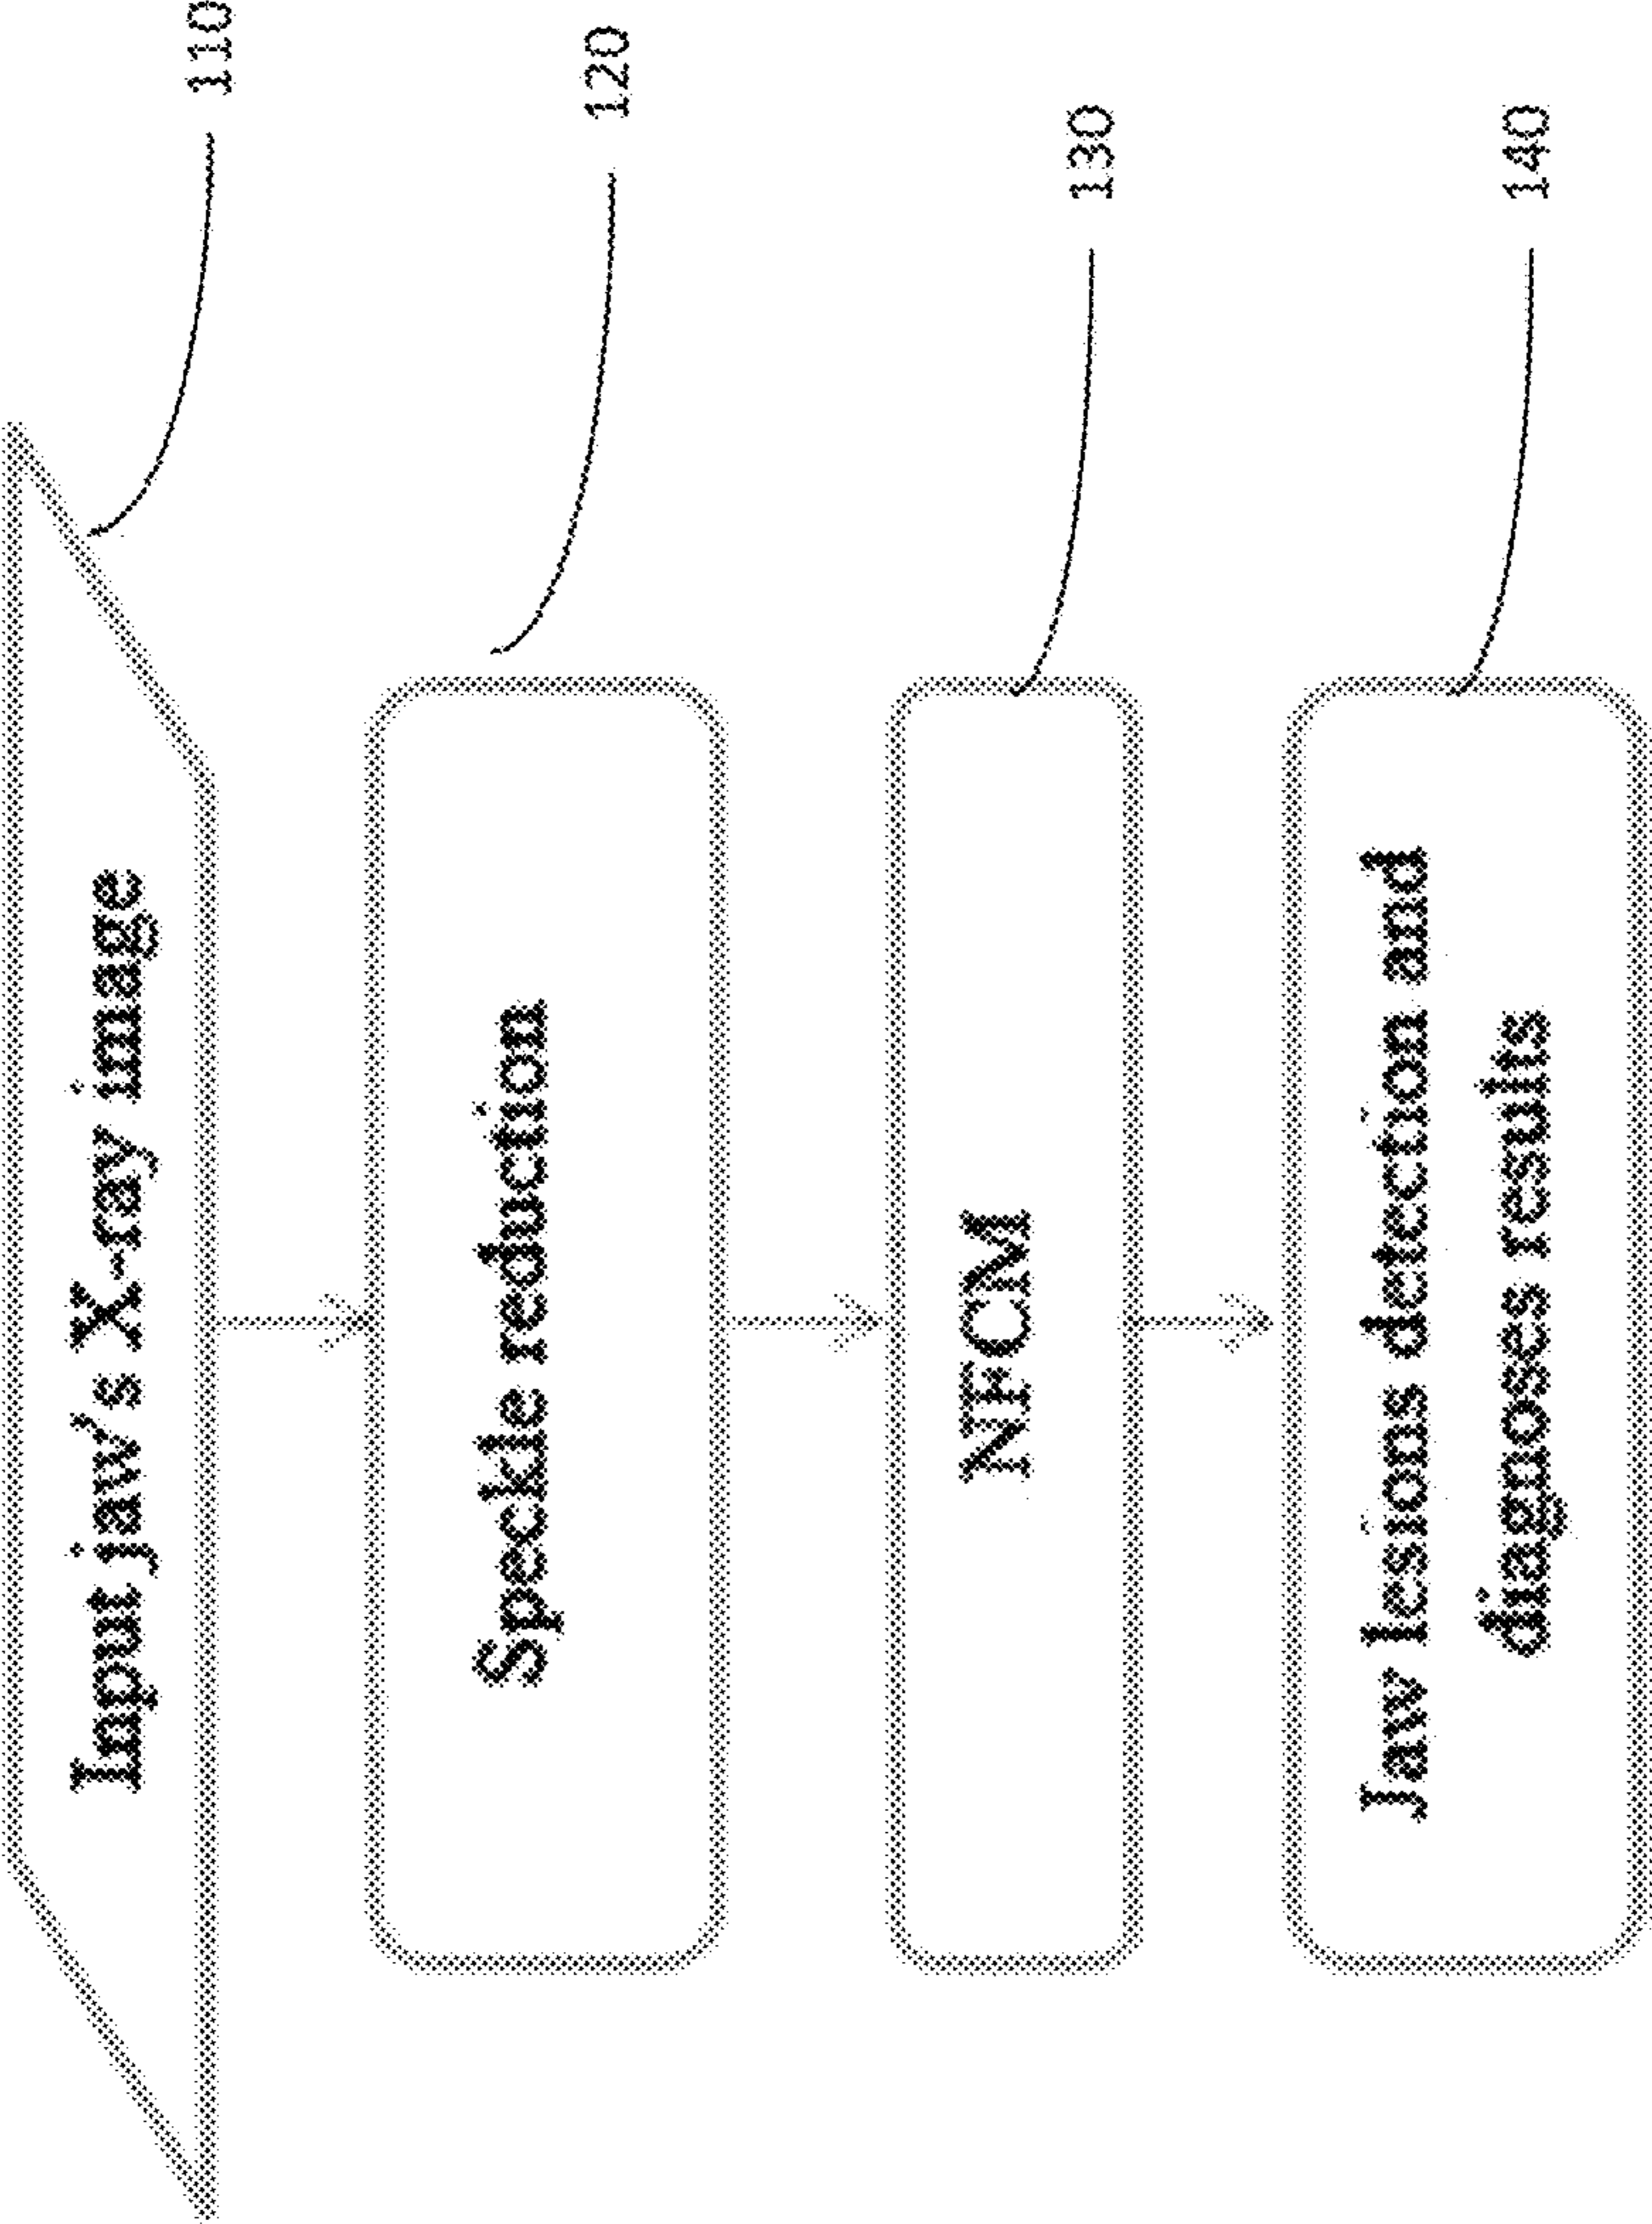 Input jaw's X-ray image
110
Speckle reduction
120
NFCM
130
Jaw lesions detection and
diagnoses results
140